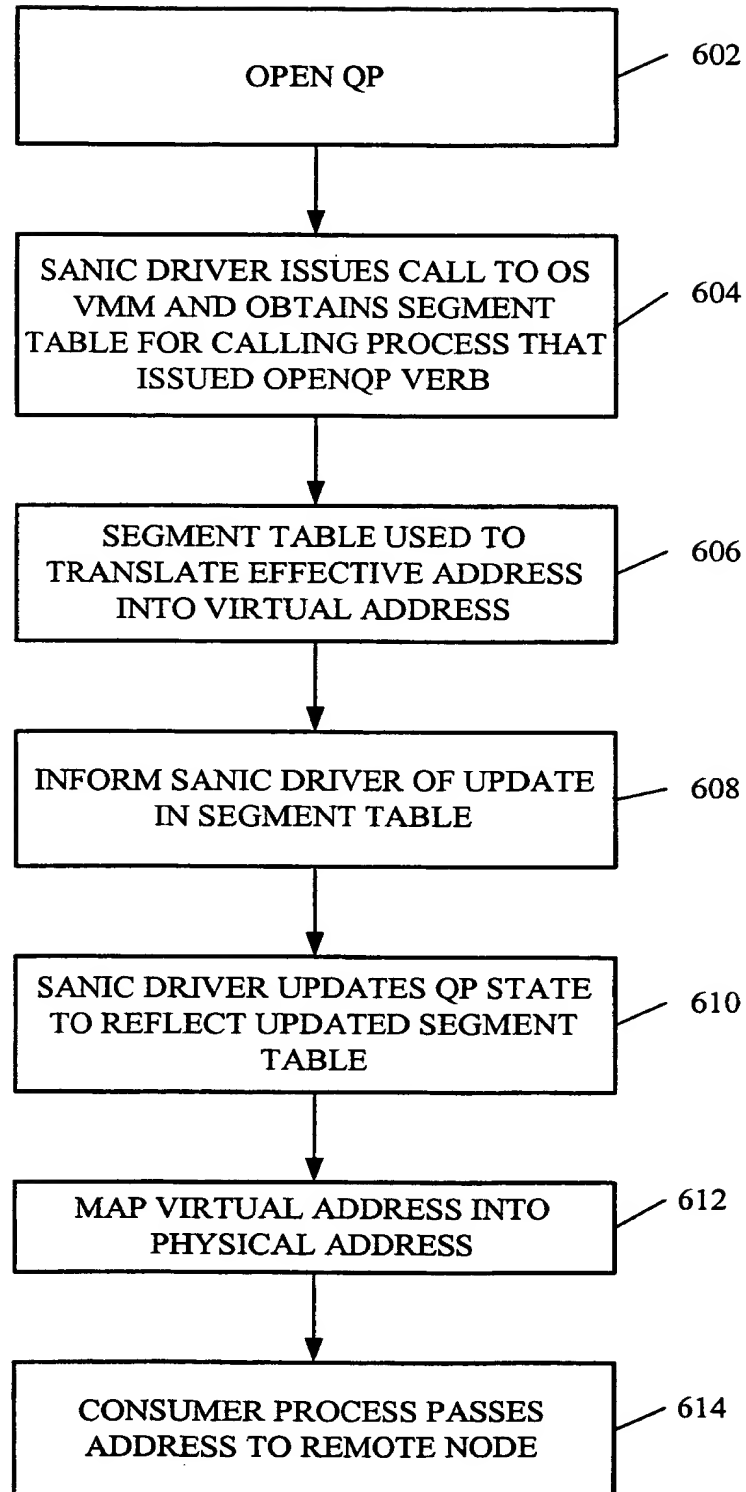 OPEN QP
602
SANIC DRIVER ISSUES CALL TO OS
VMM AND OBTAINS SEGMENT
TABLE FOR CALLING PROCESS THAT
ISSUED OPENQP VERB
604
SEGMENT TABLE USED TO
TRANSLATE EFFECTIVE ADDRESS
INTO VIRTUAL ADDRESS
606
INFORM SANIC DRIVER OF UPDATE
IN SEGMENT TABLE
608
SANIC DRIVER UPDATES QP STATE
TO REFLECT UPDATED SEGMENT
TABLE
610
MAP VIRTUAL ADDRESS INTO
PHYSICAL ADDRESS
612
CONSUMER PROCESS PASSES
ADDRESS TO REMOTE NODE
614